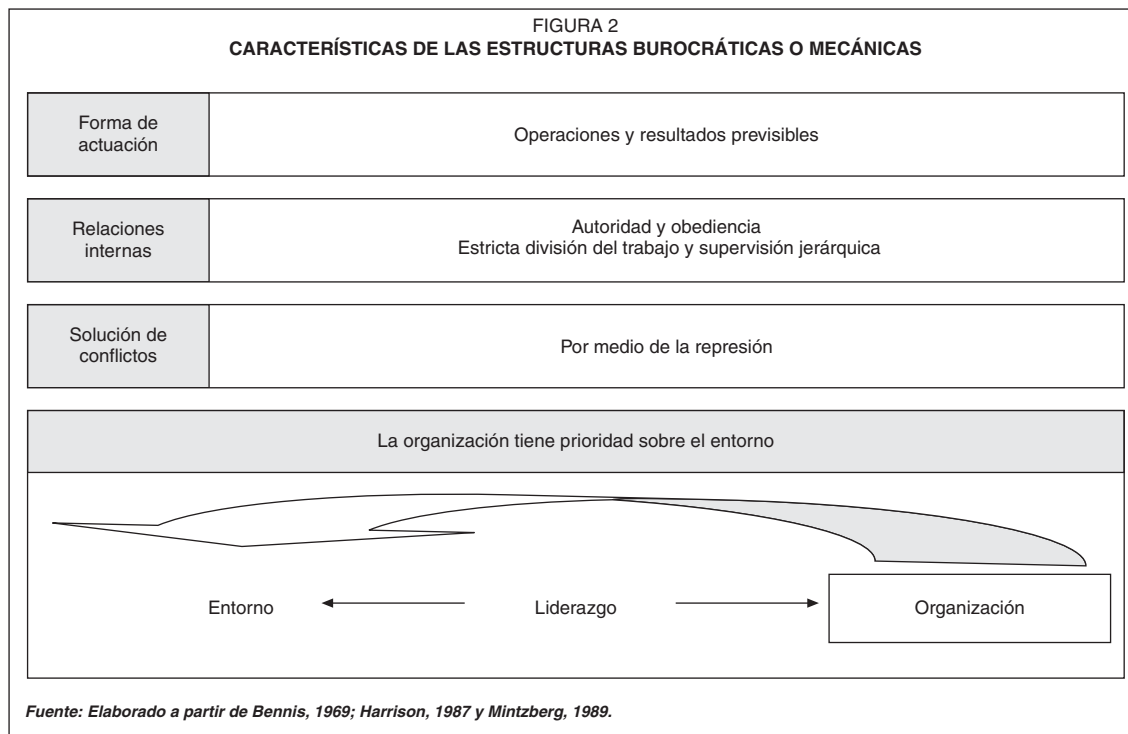 FIGURA 2
CARACTERÍSTICAS DE LAS ESTRUCTURAS BUROCRÁTICAS O MECÁNICAS
Forma de
actuación
Operaciones y resultados previsibles
Relaciones
internas
Autoridad y obediencia
Estricta división del trabajo y supervisión jerárquica
Solución de
conflictos
Por medio de la represión
La organización tiene prioridad sobre el entorno
Entorno
Liderazgo
Organización
Fuente: Elaborado a partir de Bennis, 1969; Harrison, 1987 y Mintzberg, 1989.